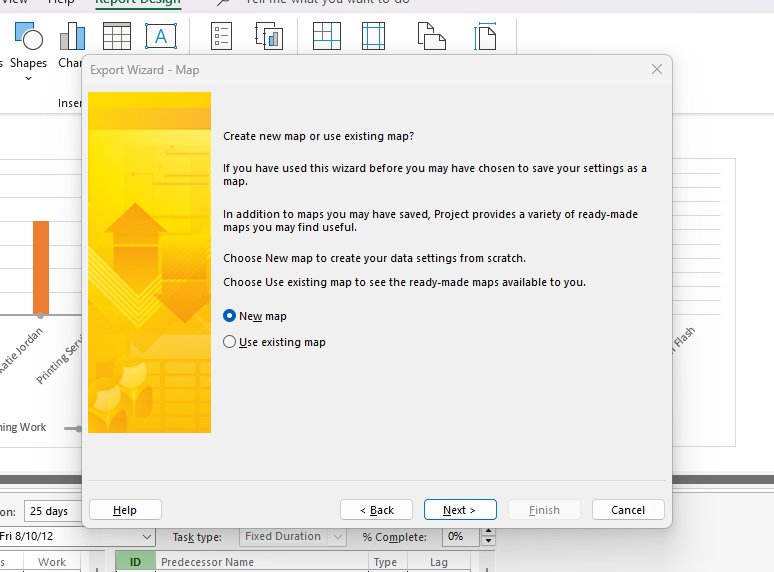 View Help Report Design Tell me what you want to do
Shapes Char
A
Inser
Export Wizard - Map
Create new map or use existing map?
If you have used this wizard before you may have chosen to save your settings as a
map.
In addition to maps you may have saved, Project provides a variety of ready-made
maps you may find useful.
Choose New map to create your data settings from scratch.
Choose Use existing map to see the ready-made maps available to you.
New map
Use existing map
Katie Jordan
Printing Serv
Flash
ning Work
Help
< Back
Next >
Finish
Cancel
on: 25 days
Fri 8/10/12 Task type: Fixed Duration % Complete: 0%
s Work ID Predecessor Name Type Lag